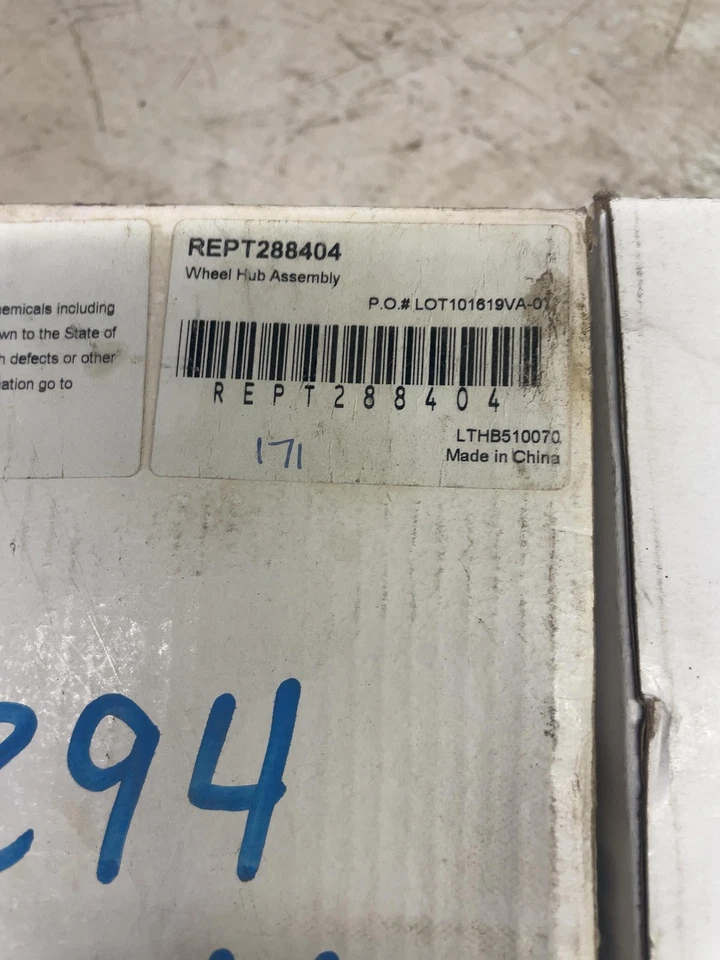 emicals including
wn to the State of
h defects or other
ation go to
REPT288404
Wheel Hub Assembly
P.O.# LOT101619VA-01
REPT288404
LTHB510070
Made in China
171
294